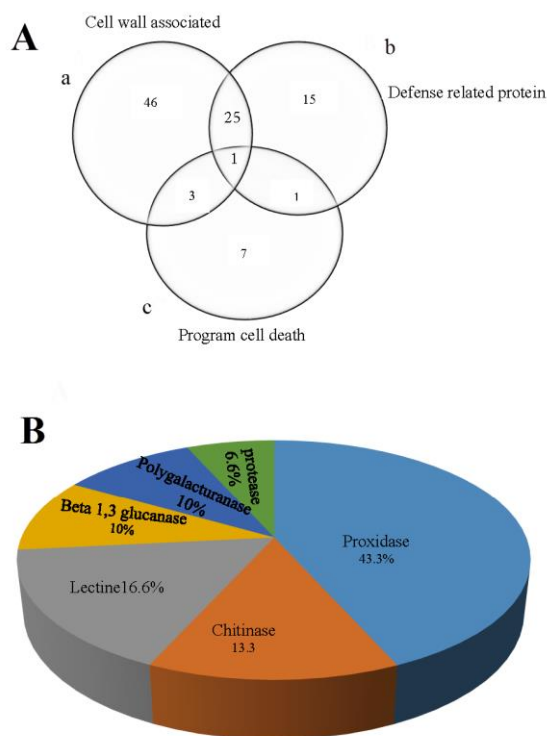 A
Cell wall associated
a
b
46
25
15
Defense related protein
1
3
1
7
c
Program cell death
B
protease
6.6%
Polygalacturanase
10%
Beta 1,3 glucanase
10%
Proxidase
43.3%
Lectine16.6%
Chitinase
13.3